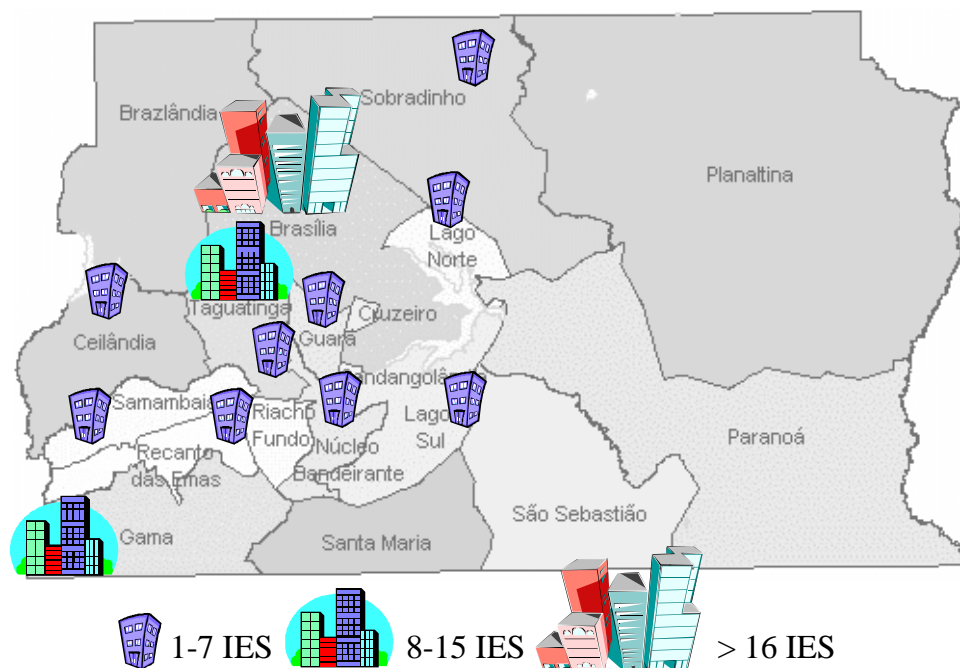 Sobradinho
Brazlândia
Planaltina
Brasília
Lago
Norte
Taguatinga
Cruzeiro
Guará
Ceilândia
Candangolândia
Samambaia
Riacho
Fundo
Lago
Sul
Núcleo
Bandeirante
Paranoá
Recanto
das Emas
São Sebastião
Gama
Santa Maria
1-7 IES 8-15 IES > 16 IES